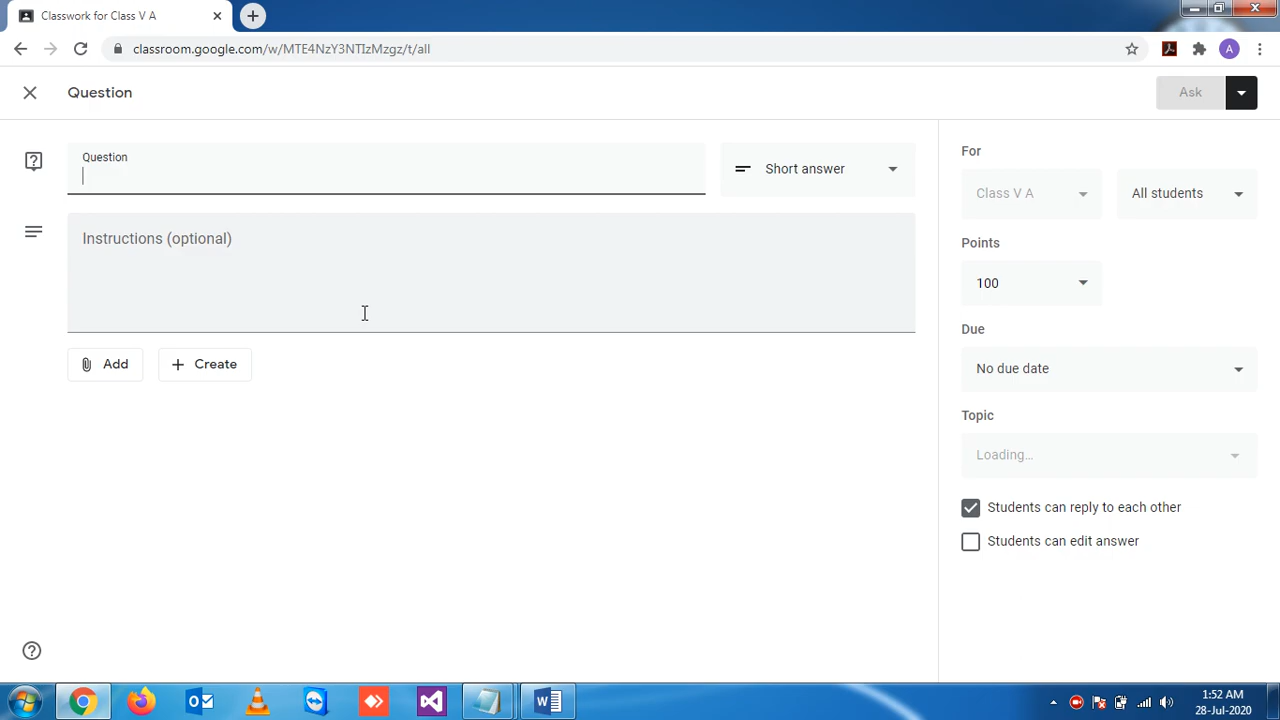 Classwork for Class V A
classroom.google.com/w/MTE4NzY3NTIzMzgz/t/all
A
Question
Ask
Question
Short answer
Instructions (optional)
Add
Create
For
Class V A
All students
Points
100
Due
No due date
Topic
Loading...
Students can reply to each other
Students can edit answer
1:52 AM
28-Jul-2020